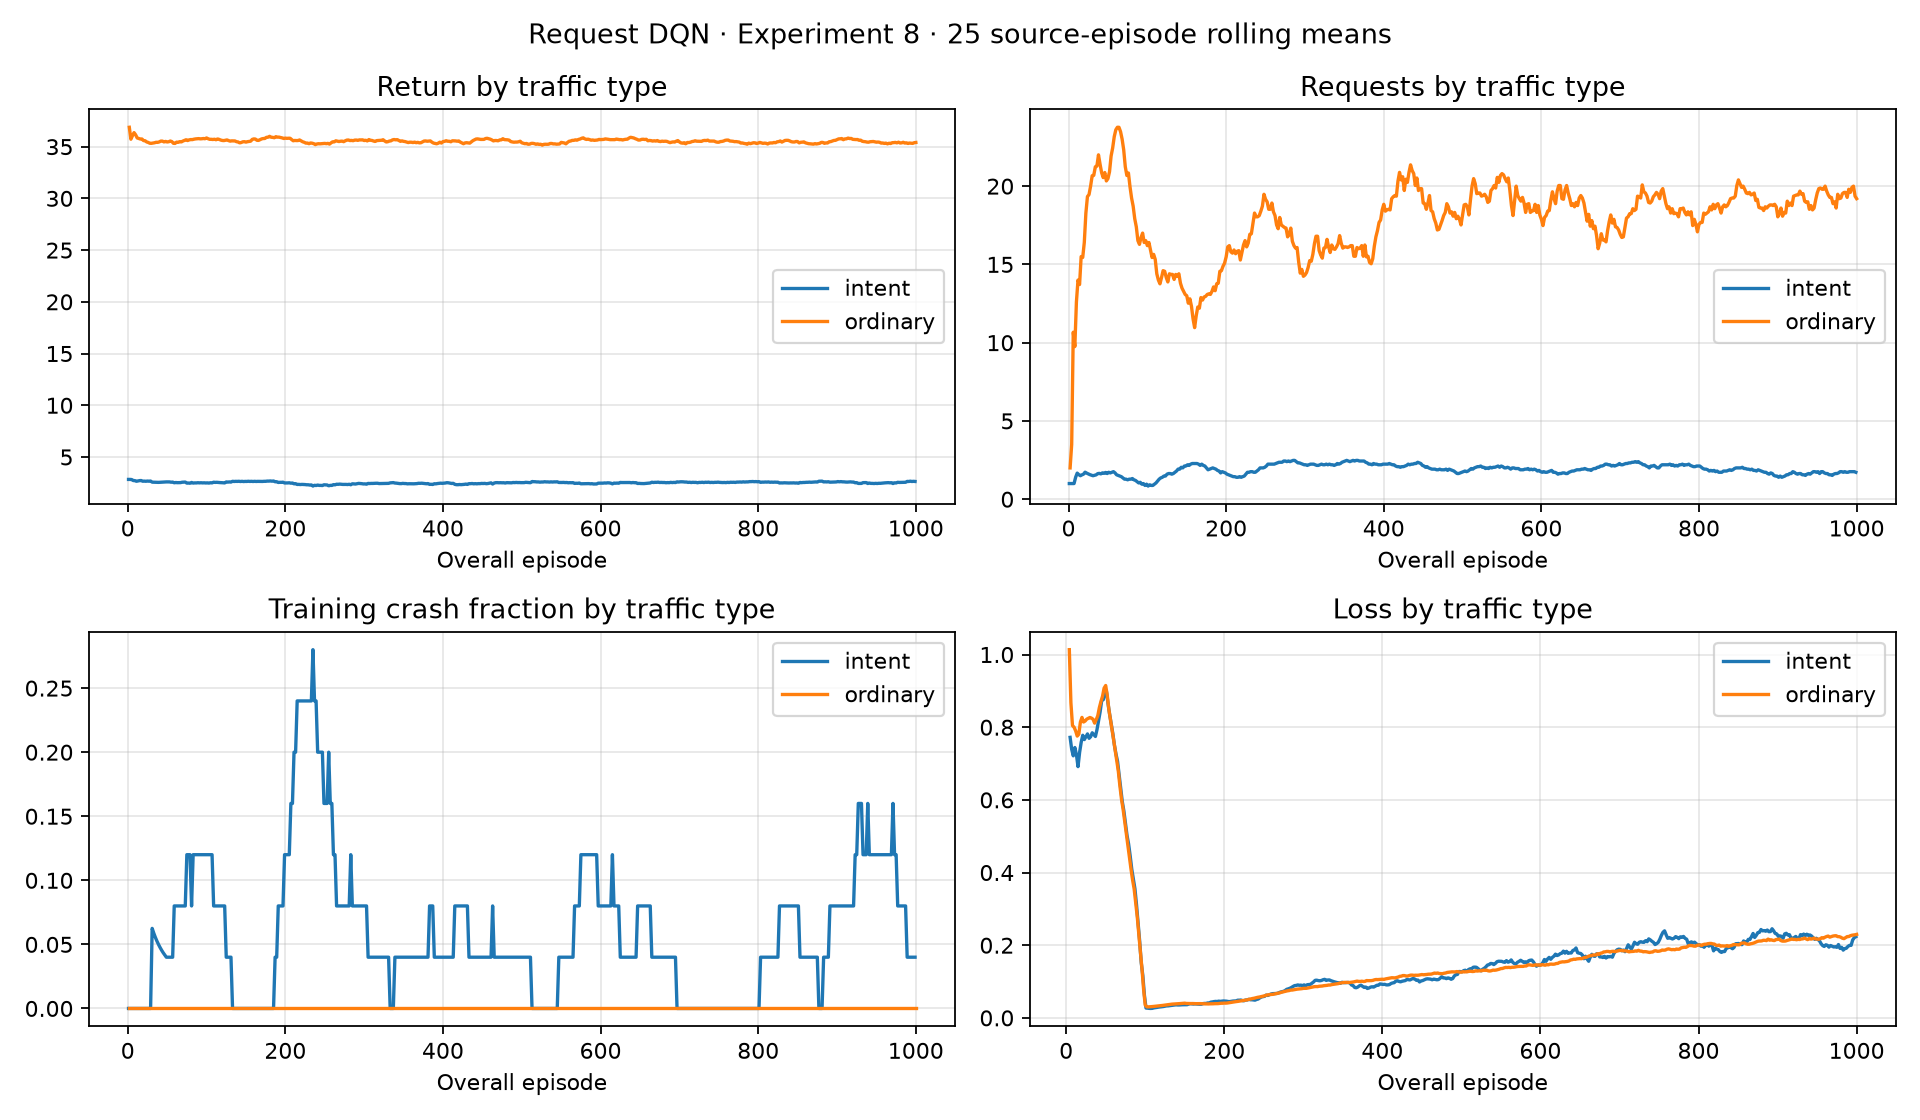 Request DQN · Experiment 8 · 25 source-episode rolling means
Return by traffic type
35
30
25
20
15
10
5
0
200
400
600
800
1000
Overall episode
intent
ordinary
Requests by traffic type
20
15
10
5
0
0
200
400
600
800
1000
Overall episode
intent
ordinary
Training crash fraction by traffic type
0.25
0.20
0.15
0.10
0.05
0.00
0
200
400
600
800
1000
Overall episode
intent
ordinary
Loss by traffic type
1.0
0.8
0.6
0.4
0.2
0.0
0
200
400
600
800
1000
Overall episode
intent
ordinary